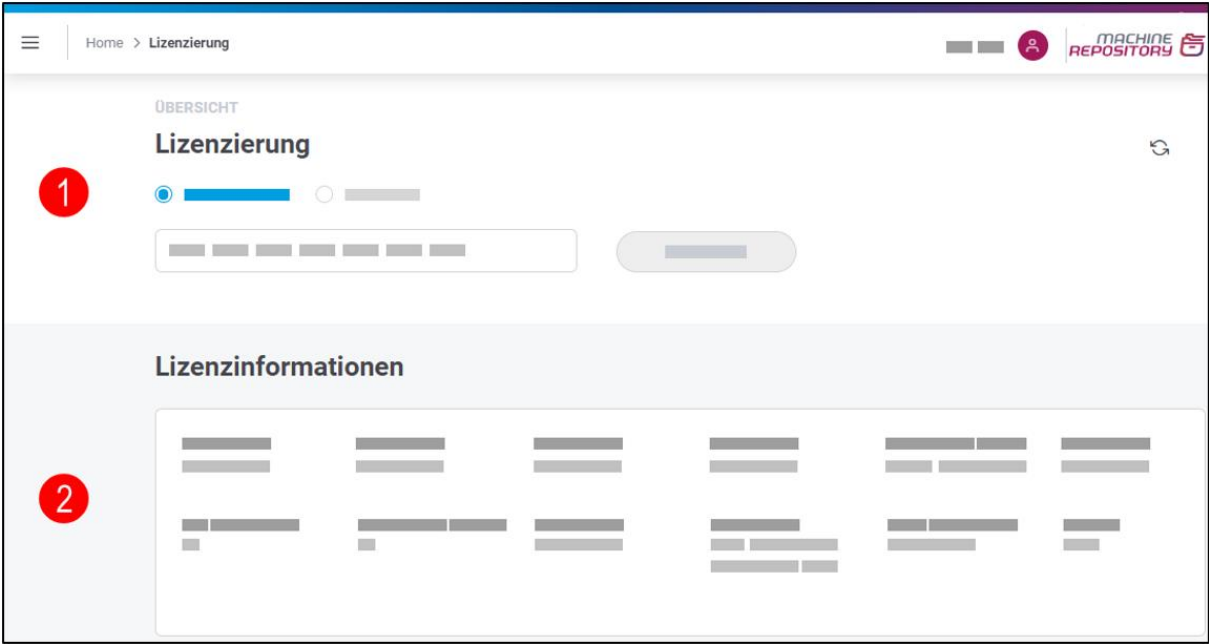 Home > Lizenzierung
MACHINE
REPOSITORY
ÜBERSICHT
Lizenzierung
1
Lizenzinformationen
2